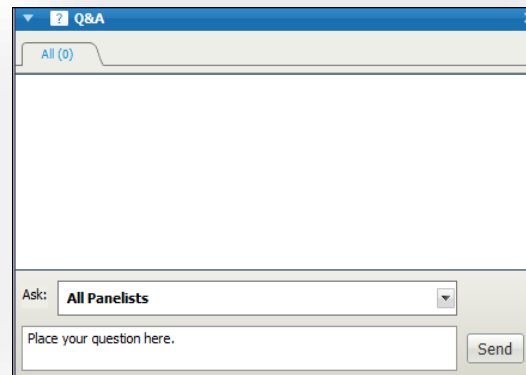 ? Q&A
All (0)
Ask: All Panelists
Place your question here.
Send